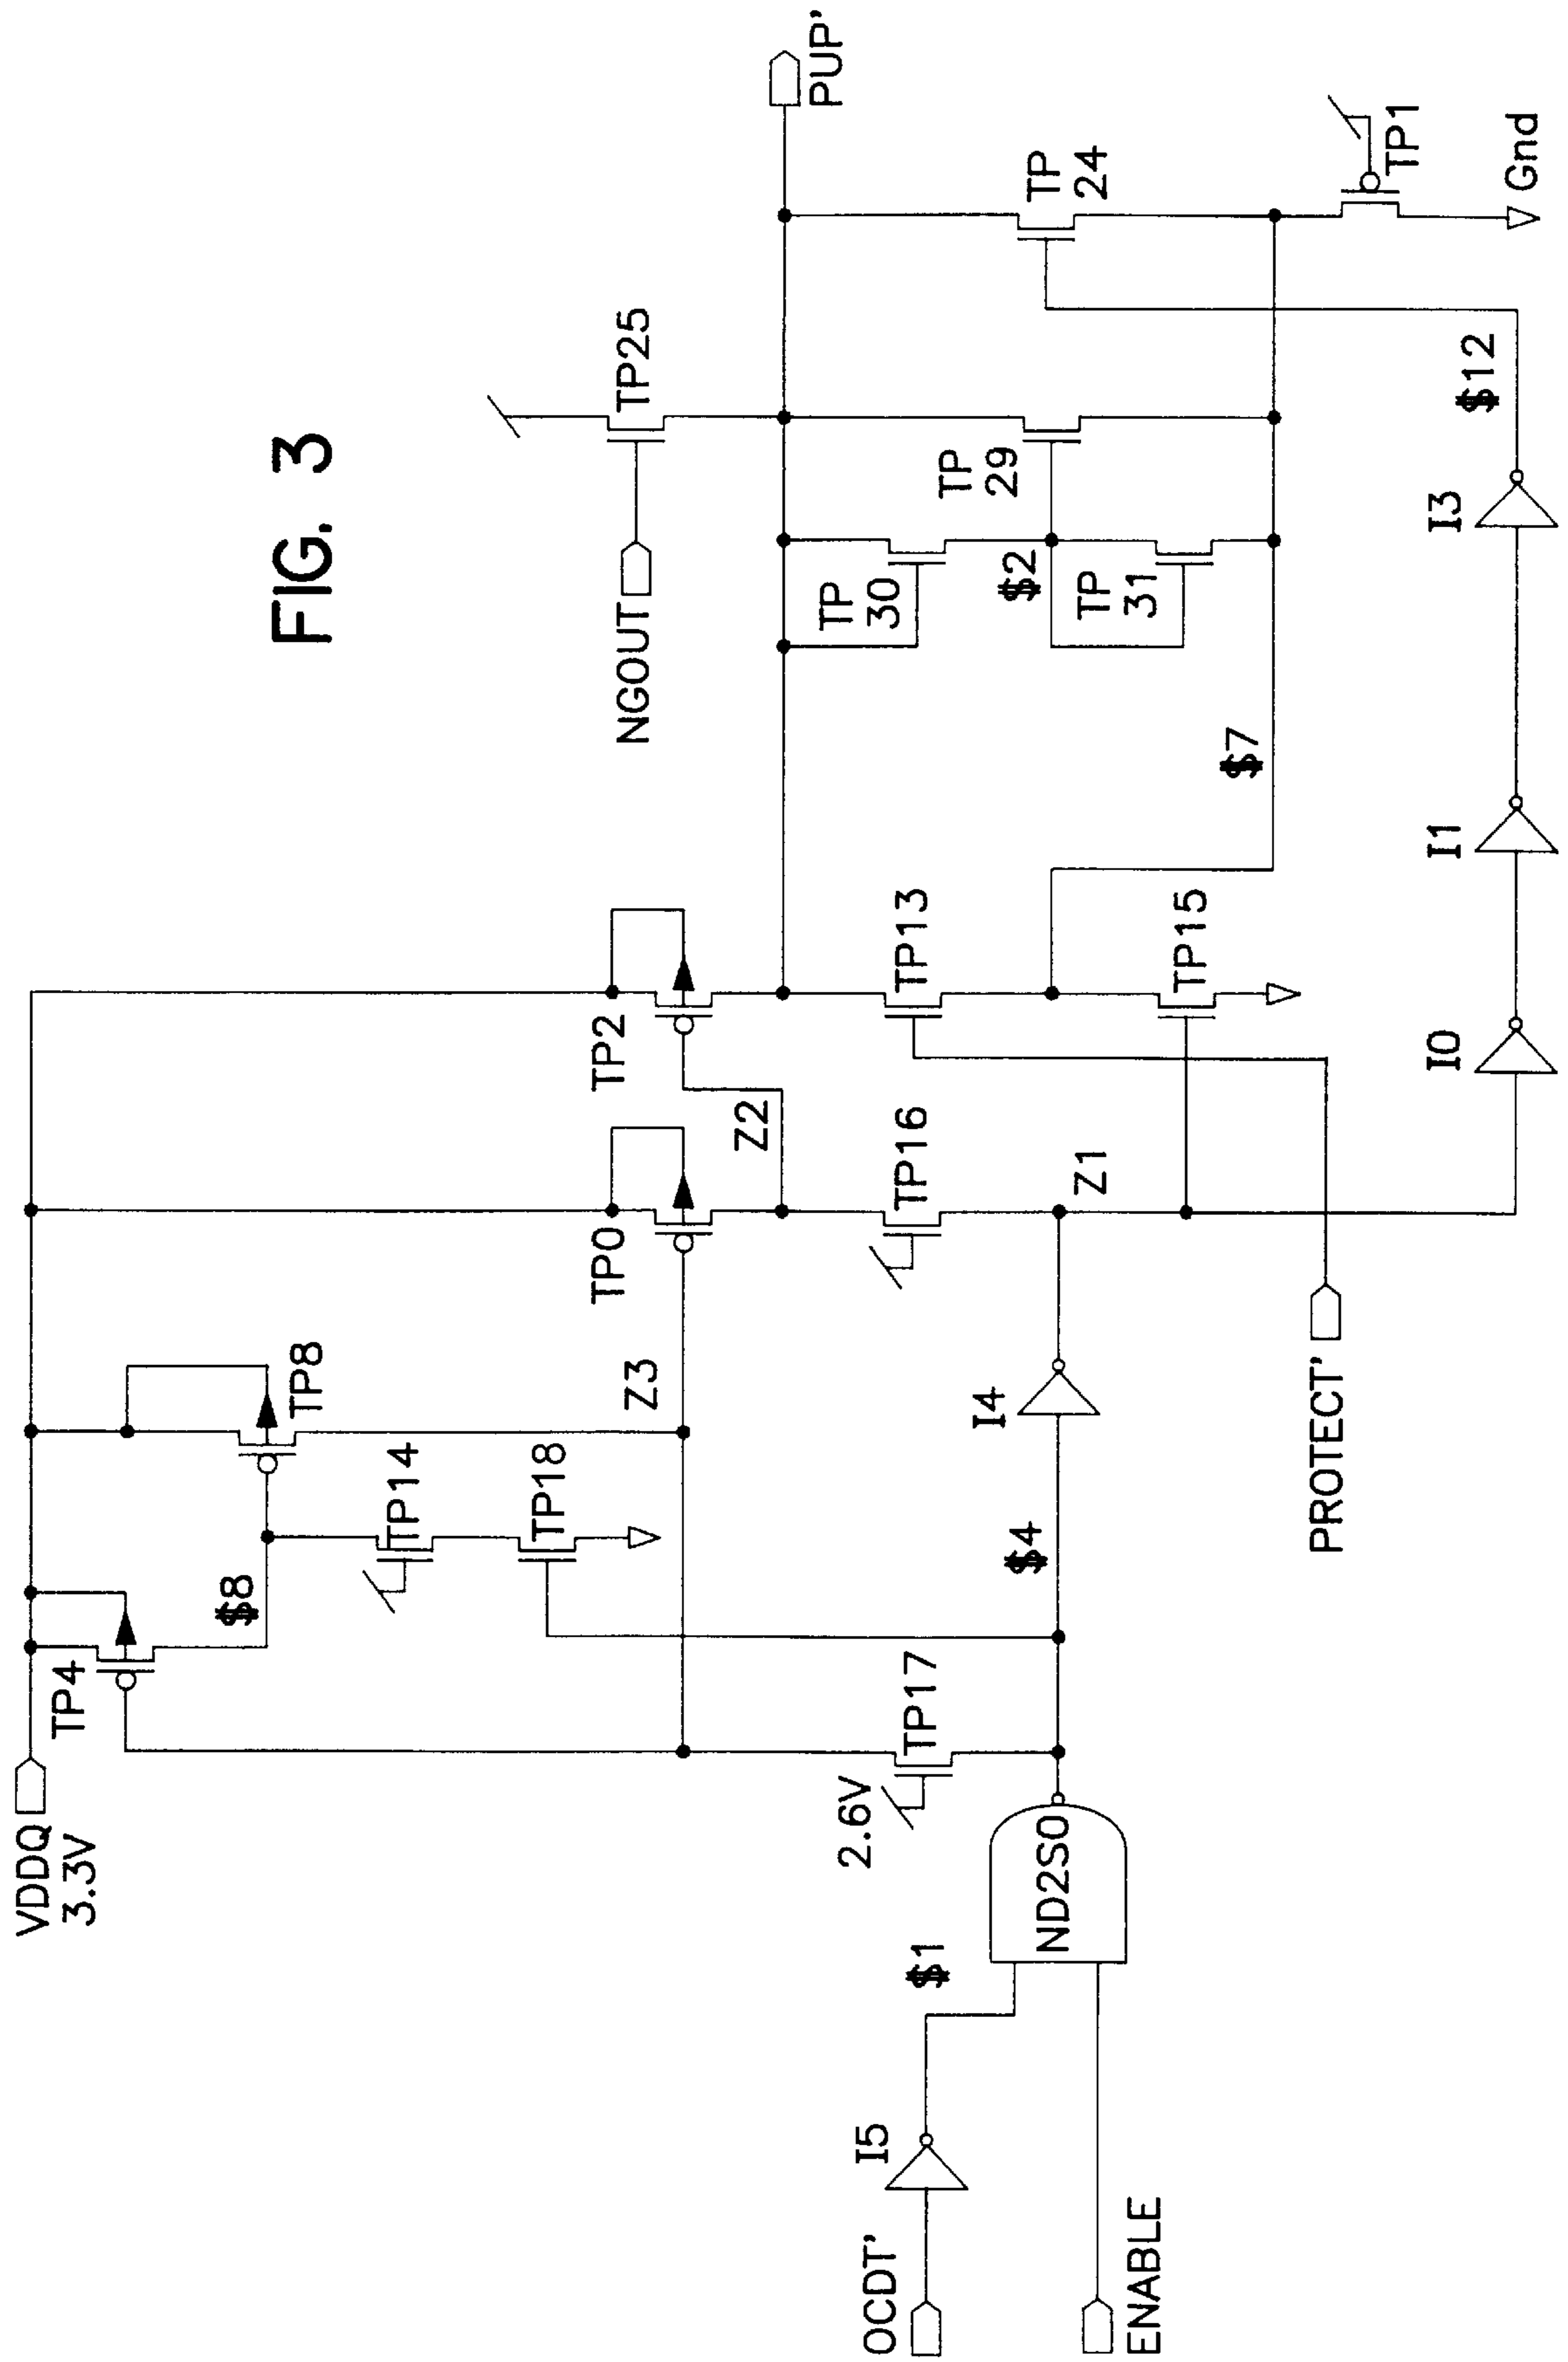 FIG. 3
VDDQ
3.3V
TP4
$8
TP8
TP14
TP18
Z3
TP0
TP2
Z2
TP16
Z1
TP13
TP15
TP17
2.6V
$4
I4
ND2S0
$1
I5
OCDT'
ENABLE
PROTECT'
NGOUT
TP25
PUP'
TP
30
$2
TP
31
TP
29
TP
24
$7
TP1
Gnd
I0
I1
I3
$12